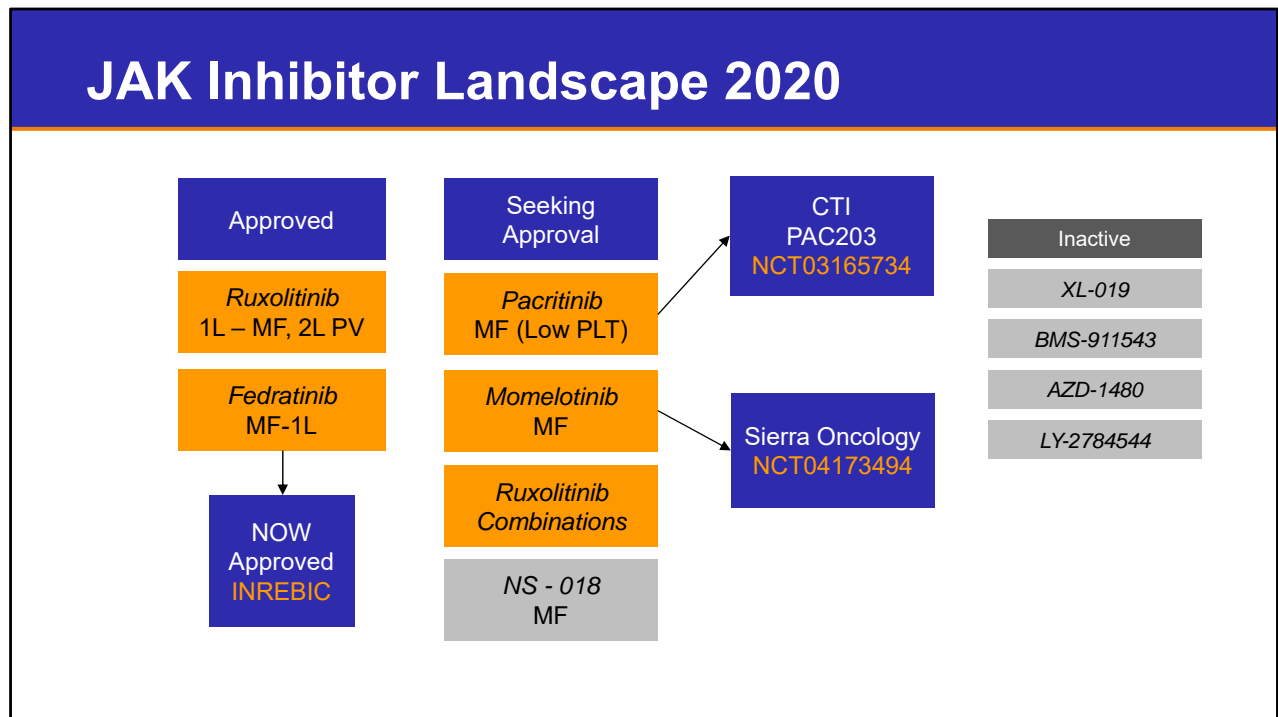 JAK Inhibitor Landscape 2020
Approved
Ruxolitinib
1L – MF, 2L PV
Fedratinib
MF-1L
NOW
Approved
INREBIC
Seeking
Approval
Pacritinib
MF (Low PLT)
Momelotinib
MF
Ruxolitinib
Combinations
NS - 018
MF
CTI
PAC203
NCT03165734
Sierra Oncology
NCT04173494
Inactive
XL-019
BMS-911543
AZD-1480
LY-2784544